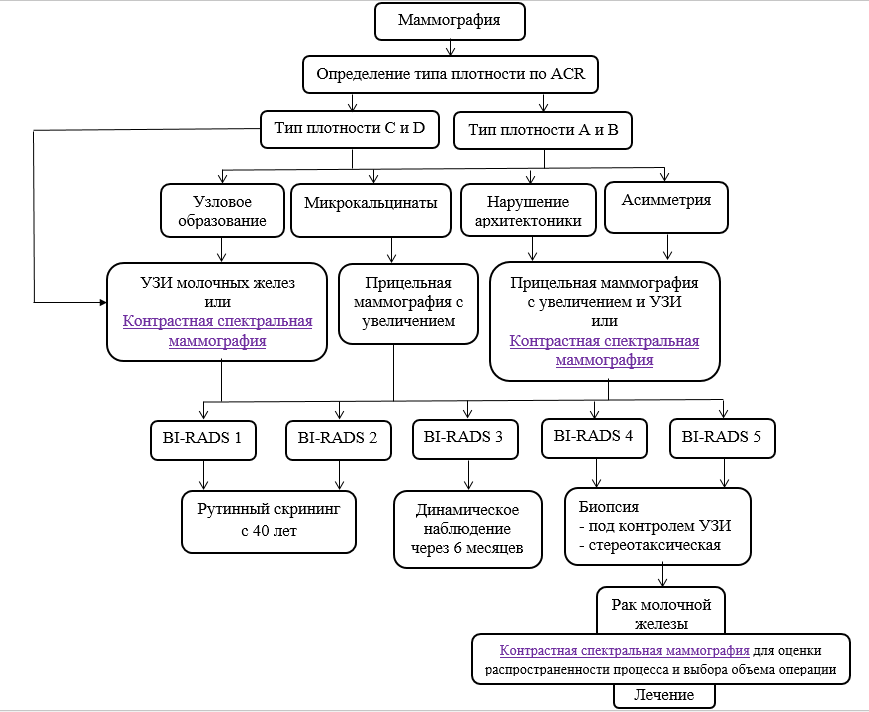 Маммография
Определение типа плотности по ACR
Тип плотности C и D
Тип плотности A и B
Узловое
образование
Микрокальцинаты
Нарушение
архитектоники
Асимметрия
УЗИ молочных желез
или
Контрастная спектральная
маммография
Прицельная
маммография с
увеличением
Прицельная маммография
с увеличением и УЗИ
или
Контрастная спектральная
маммография
BI-RADS 1
BI-RADS 2
BI-RADS 3
BI-RADS 4
BI-RADS 5
Рутинный скрининг
с 40 лет
Динамическое
наблюдение
через 6 месяцев
Биопсия
- под контролем УЗИ
- стереотаксическая
Рак молочной
железы
Контрастная спектральная маммография для оценки
распространенности процесса и выбора объема операции
Лечение